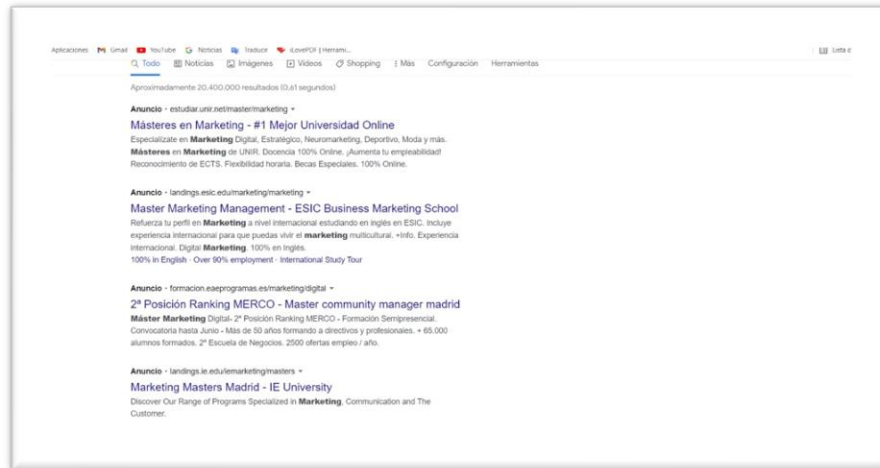 Aplicaciones Gmail YouTube Noticias Traduce iLovePDF | Herrami... Lista d
Todo Noticias Imágenes Vídeos Shopping Más Configuración Herramientas
Aproximadamente 20.400.000 resultados (0,61 segundos)
Anuncio · estudiar.unir.net/master/marketing
Másteres en Marketing - #1 Mejor Universidad Online
Especialízate en Marketing Digital, Estratégico, Neuromarketing, Deportivo, Moda y más.
Másteres en Marketing de UNIR. Docencia 100% Online. ¡Aumenta tu empleabilidad!
Reconocimiento de ECTS. Flexibilidad horaria. Becas Especiales. 100% Online.
Anuncio · landings.esic.edu/marketing/marketing
Master Marketing Management - ESIC Business Marketing School
Refuerza tu perfil en Marketing a nivel internacional estudiando en inglés en ESIC. Incluye
experiencia internacional para que puedas vivir el marketing multicultural. +Info. Experiencia
internacional. Digital Marketing. 100% en Inglés.
100% in English · Over 90% employment · International Study Tour
Anuncio · formacion.eaeprogramas.es/marketing/digital
2ª Posición Ranking MERCO - Master community manager madrid
Máster Marketing Digital- 2ª Posición Ranking MERCO - Formación Semipresencial.
Convocatoria hasta Junio - Más de 50 años formando a directivos y profesionales. + 65.000
alumnos formados. 2ª Escuela de Negocios. 2500 ofertas empleo / año.
Anuncio · landings.ie.edu/iemarketing/masters
Marketing Masters Madrid - IE University
Discover Our Range of Programs Specialized in Marketing, Communication and The
Customer.